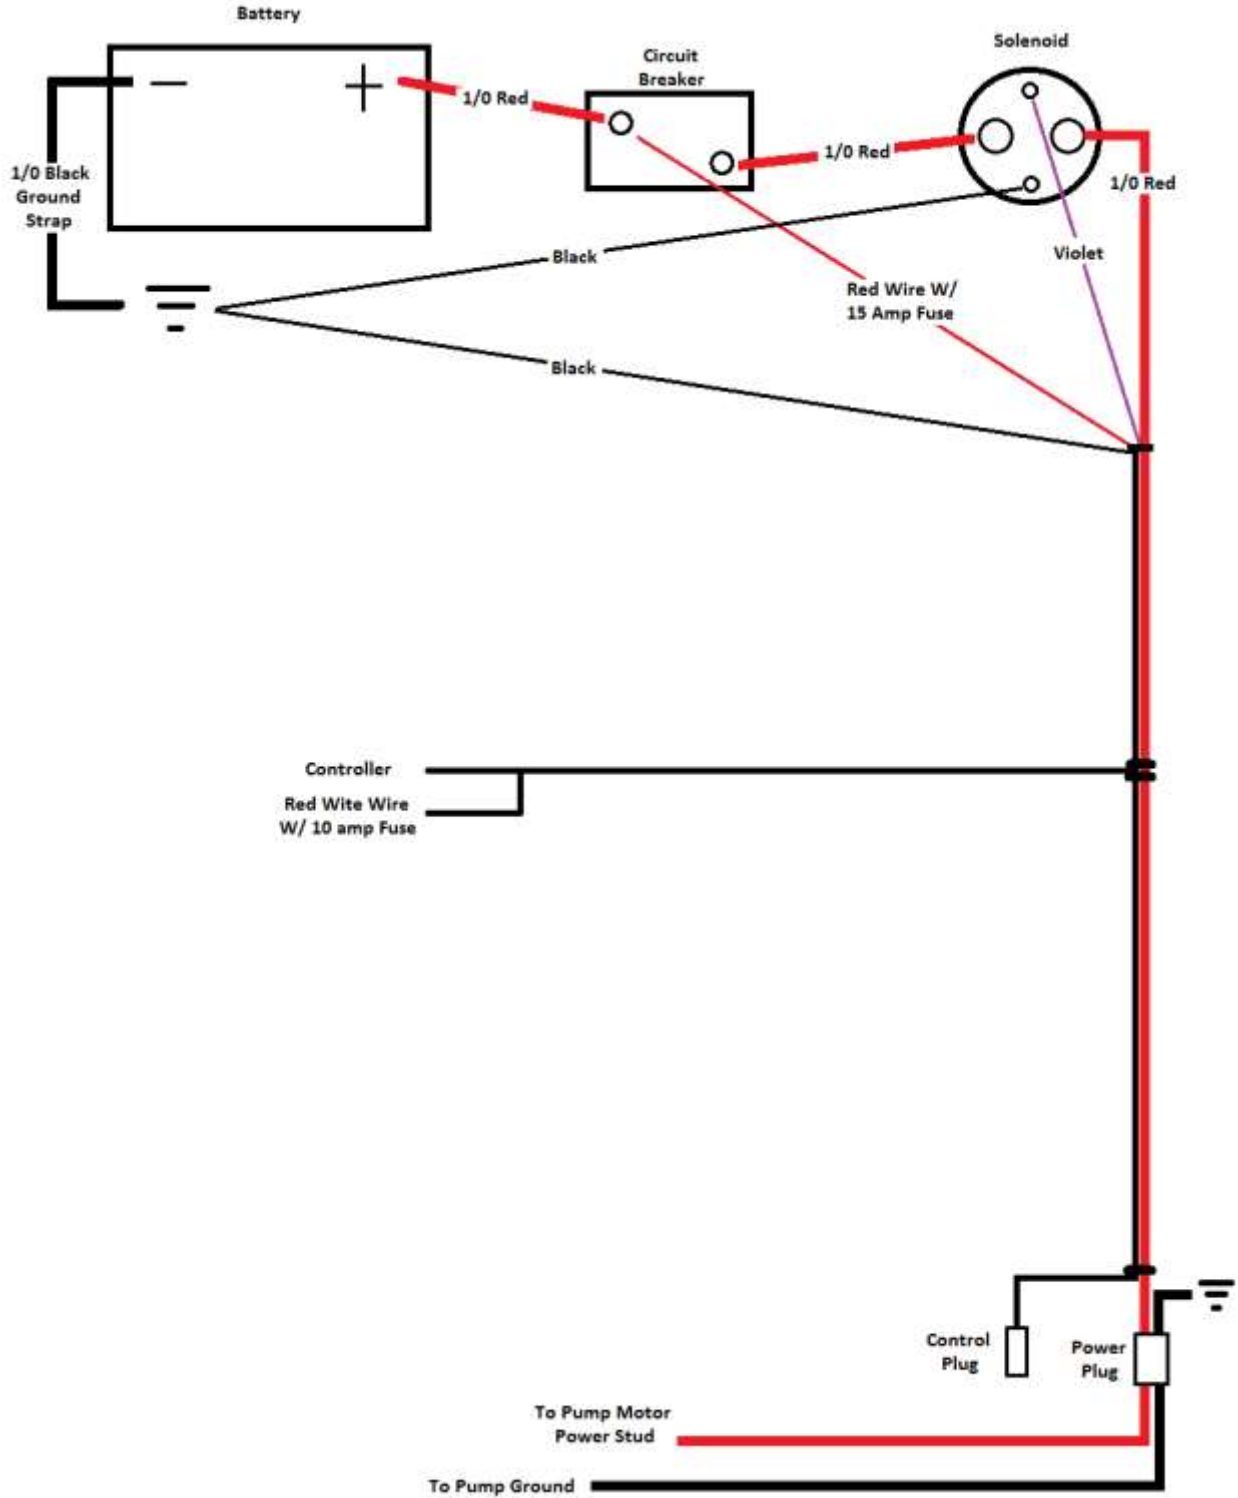 Battery
Solenoid
Circuit
Breaker
1/0 Red
1/0 Red
1/0 Black
Ground
Strap
1/0 Red
Black
Violet
Red Wire W/
15 Amp Fuse
Black
Controller
Red Wite Wire
W/ 10 amp Fuse
Control
Plug
Power
Plug
To Pump Motor
Power Stud
To Pump Ground